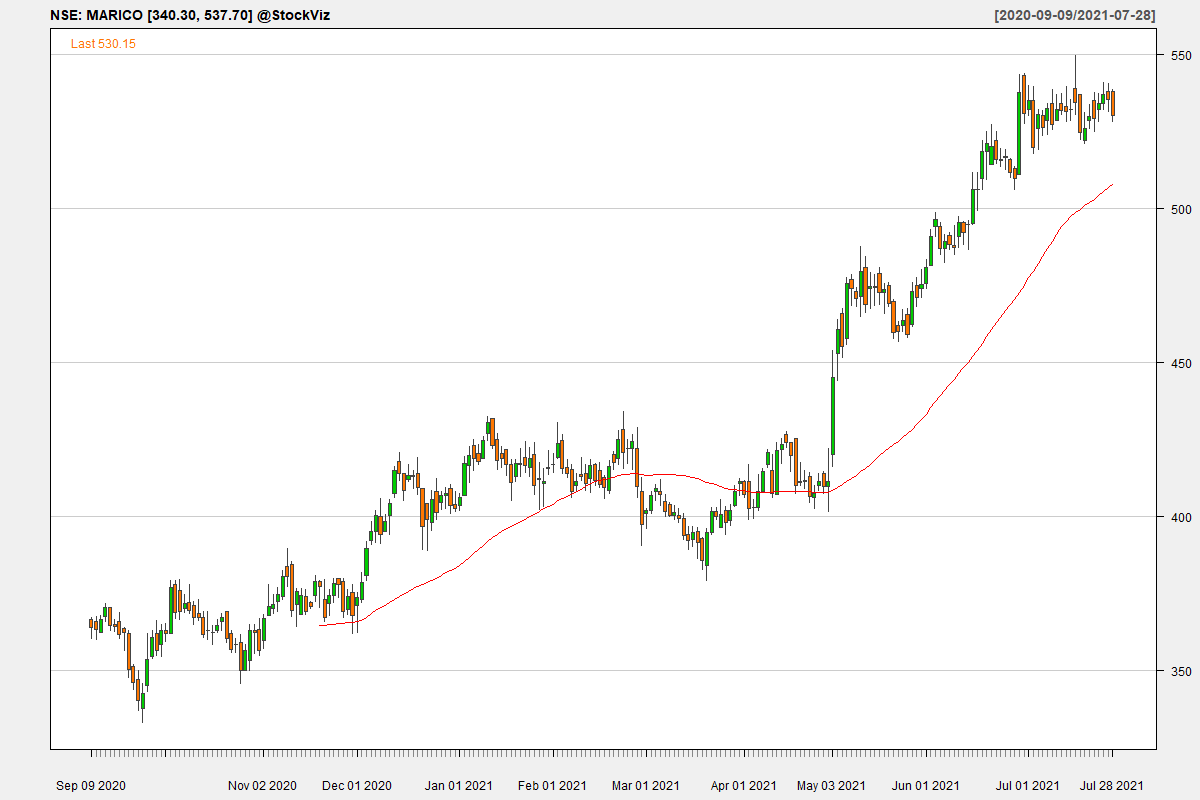 NSE: MARICO [340.30, 537.70] @StockViz [2020-09-09/2021-07-28]
Last 530.15
550
500
450
400
350
Sep 09 2020 Nov 02 2020 Dec 01 2020 Jan 01 2021 Feb 01 2021 Mar 01 2021 Apr 01 2021 May 03 2021 Jun 01 2021 Jul 01 2021 Jul 28 2021